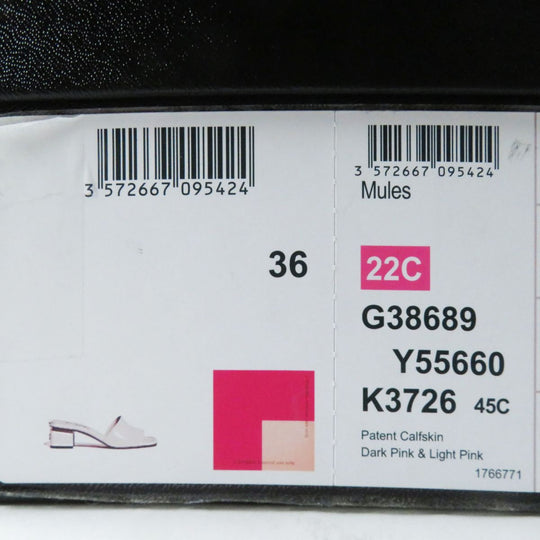 3 572667 095424
36
3 572667 095424
Mules
22C
G38689
Y55660
K3726 45C
Patent Calfskin
Dark Pink & Light Pink
1766771